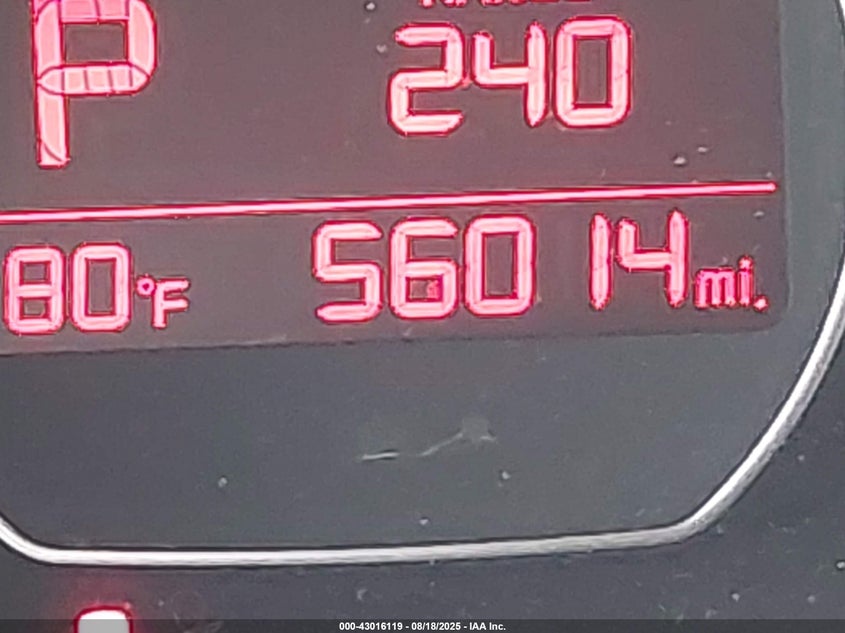 P
240
80°F 56014 mi.
000-43016119 - 08/18/2025 - IAA Inc.